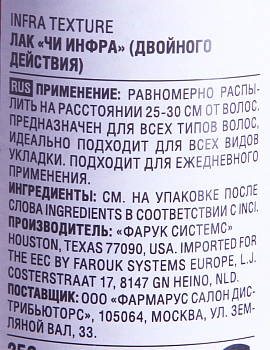 INFRA TEXTURE
ЛАК «ЧИ ИНФРА» (ДВОЙНОГО
ДЕЙСТВИЯ)
RUS ПРИМЕНЕНИЕ: РАВНОМЕРНО РАСПЫ-
ЛИТЬ НА РАССТОЯНИИ 25-30 СМ ОТ ВОЛОС.
ПРЕДНАЗНАЧЕН ДЛЯ ВСЕХ ТИПОВ ВОЛОС,
ИДЕАЛЬНО ПОДХОДИТ ДЛЯ ВСЕХ ВИДОВ
УКЛАДКИ. ПОДХОДИТ ДЛЯ ЕЖЕДНЕВНОГО
ПРИМЕНЕНИЯ.
ИНГРЕДИЕНТЫ: СМ. НА УПАКОВКЕ ПОСЛЕ
СЛОВА INGREDIENTS В СООТВЕТСТВИИ С INCI.
ПРОИЗВОДИТЕЛЬ: «ФАРУК СИСТЕМС»
HOUSTON, TEXAS 77090, USA. IMPORTED FOR
THE EEC BY FAROUK SYSTEMS EUROPE, L.J.
COSTERSTRAAT 17, 8147 GN HEINO, NLD.
ПОСТАВЩИК: ООО «ФАРМАРУС САЛОН ДИС-
ТРИБЬЮТОРС», 105064, МОСКВА, УЛ. ЗЕМ-
ЛЯНОЙ ВАЛ, 33.